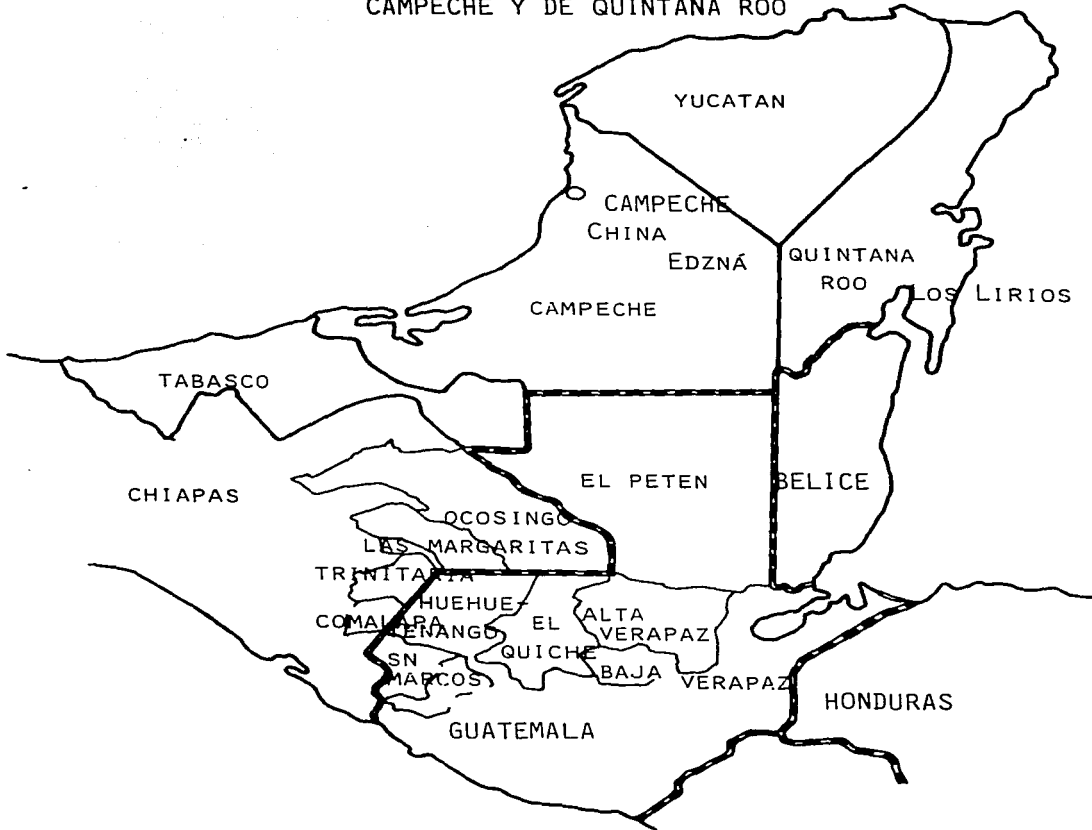 CAMPECHE Y DE QUINTANA ROO
YUCATAN
CAMPECHE
CHINA
EDZNÁ
QUINTANA
ROO
LOS LIRIOS
CAMPECHE
TABASCO
CHIAPAS
EL PETEN
BELICE
OCOSINGO
LAS MARGARITAS
TRINITARIA
HUEHUE-
TENANGO
COMALAPA
EL
QUICHE
ALTA
VERAPAZ
SN
MARCOS
BAJA VERAPAZ
GUATEMALA
HONDURAS